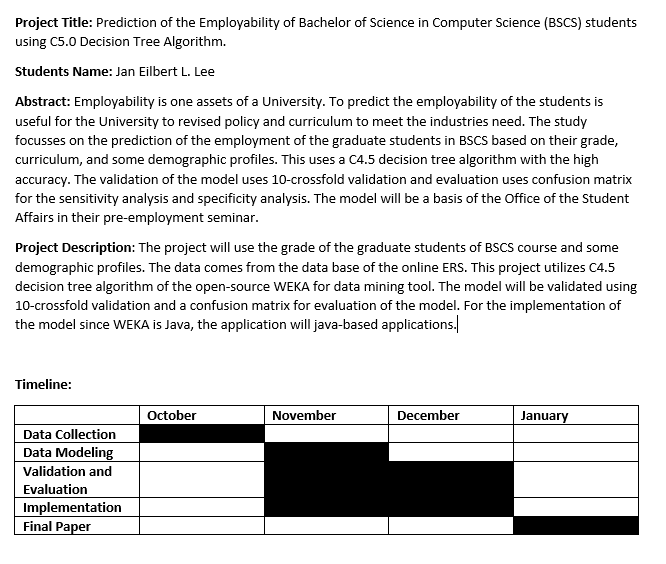 Project Title: Prediction of the Employability of Bachelor of Science in Computer Science (BSCS) students
using C5.0 Decision Tree Algorithm.
Students Name: Jan Eilbert L. Lee
Abstract: Employability is one assets of a University. To predict the employability of the students is
useful for the University to revised policy and curriculum to meet the industries need. The study
focusses on the prediction of the employment of the graduate students in BSCS based on their grade,
curriculum, and some demographic profiles. This uses a C4.5 decision tree algorithm with the high
accuracy. The validation of the model uses 10-crossfold validation and evaluation uses confusion matrix
for the sensitivity analysis and specificity analysis. The model will be a basis of the Office of the Student
Affairs in their pre-employment seminar.
Project Description: The project will use the grade of the graduate students of BSCS course and some
demographic profiles. The data comes from the data base of the online ERS. This project utilizes C4.5
decision tree algorithm of the open-source WEKA for data mining tool. The model will be validated using
10-crossfold validation and a confusion matrix for evaluation of the model. For the implementation of
the model since WEKA is Java, the application will java-based applications.
Timeline:
October November December January
Data Collection
Data Modeling
Validation and
Evaluation
Implementation
Final Paper